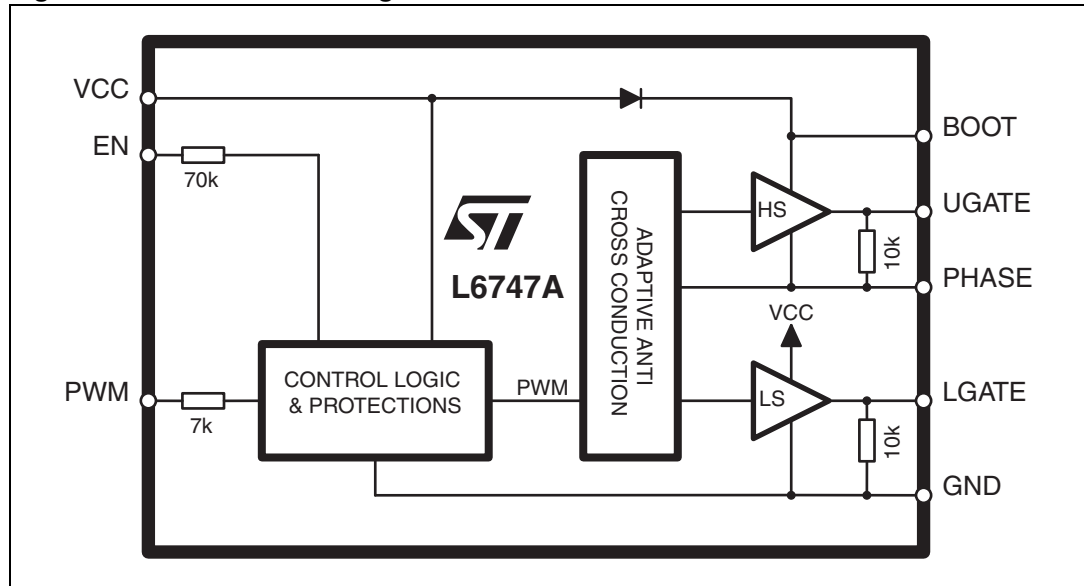 VCC
EN
70k
PWM
7k
ST
L6747A
CONTROL LOGIC
& PROTECTIONS
PWM
ADAPTIVE ANTI
CROSS CONDUCTION
HS
VCC
LS
10k
10k
BOOT
UGATE
PHASE
LGATE
GND